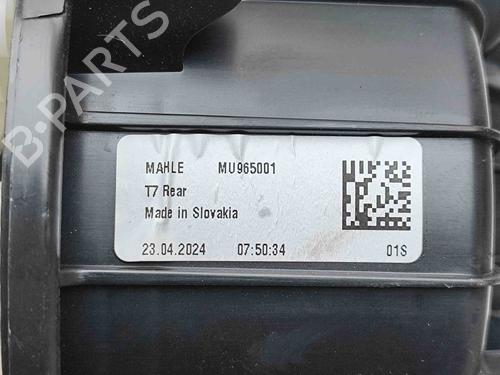 B-PARTS
MAHLE MU965001
T7 Rear
Made in Slovakia
23.04.2024 07:50:34 01S